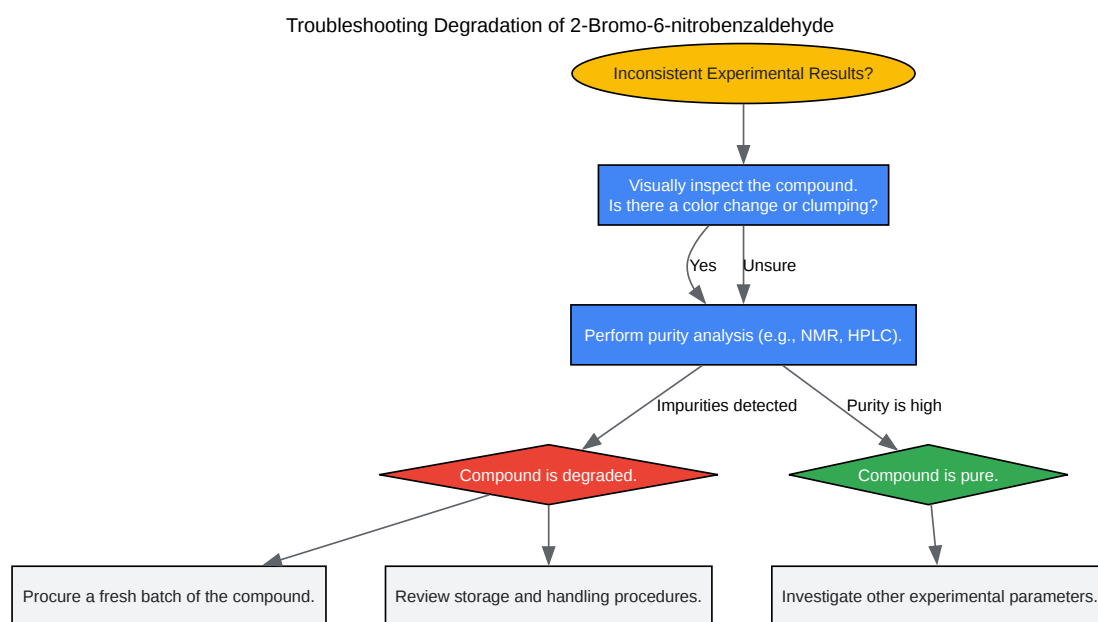 Troubleshooting Degradation of 2-Bromo-6-nitrobenzaldehyde
Inconsistent Experimental Results?
Visually inspect the compound.
Is there a color change or clumping?
Yes
Unsure
Perform purity analysis (e.g., NMR, HPLC).
Impurities detected
Purity is high
Compound is degraded.
Compound is pure.
Procure a fresh batch of the compound.
Review storage and handling procedures.
Investigate other experimental parameters.